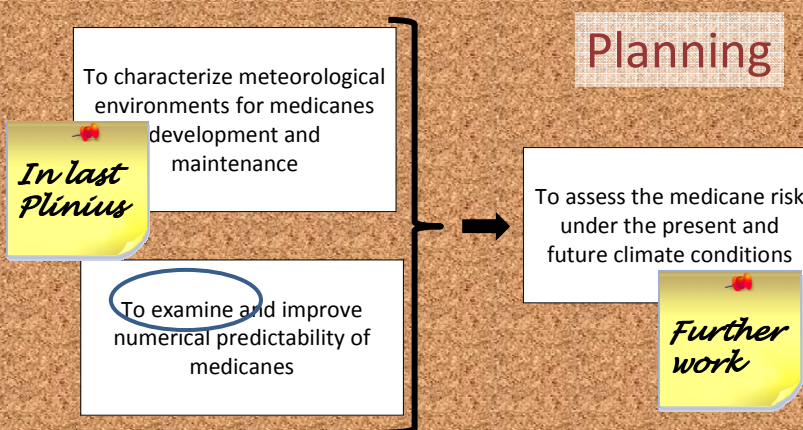 Planning
To characterize meteorological
environments for medicanes
development and
maintenance
In last
Plinius
To examine and improve
numerical predictability of
medicanes
To assess the medicane risk
under the present and
future climate conditions
Further
work